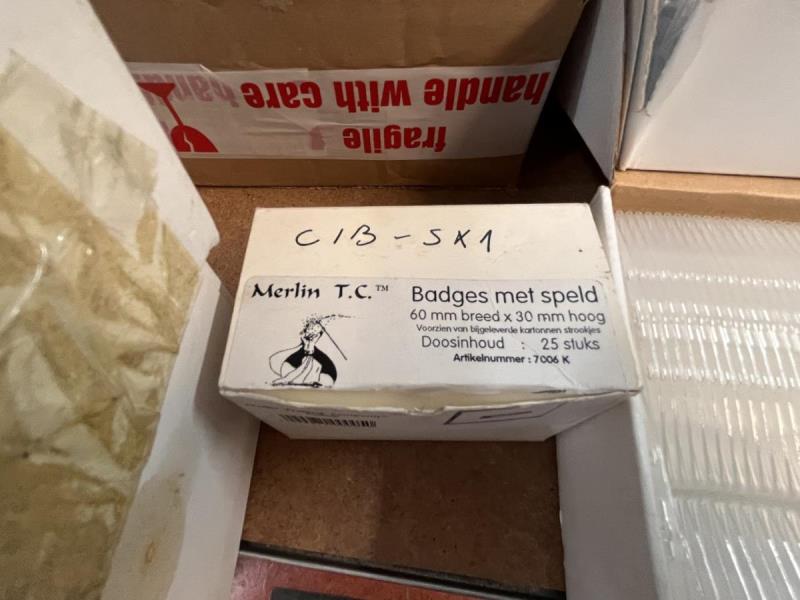 handle with care
fragile
C1B-SX1
Merlin T.C.™
Badges met speld
60 mm breed x 30 mm hoog
Voorzien van bijgeleverde kartonnen strookjes
Doosinhoud : 25 stuks
Artikelnummer : 7006 K